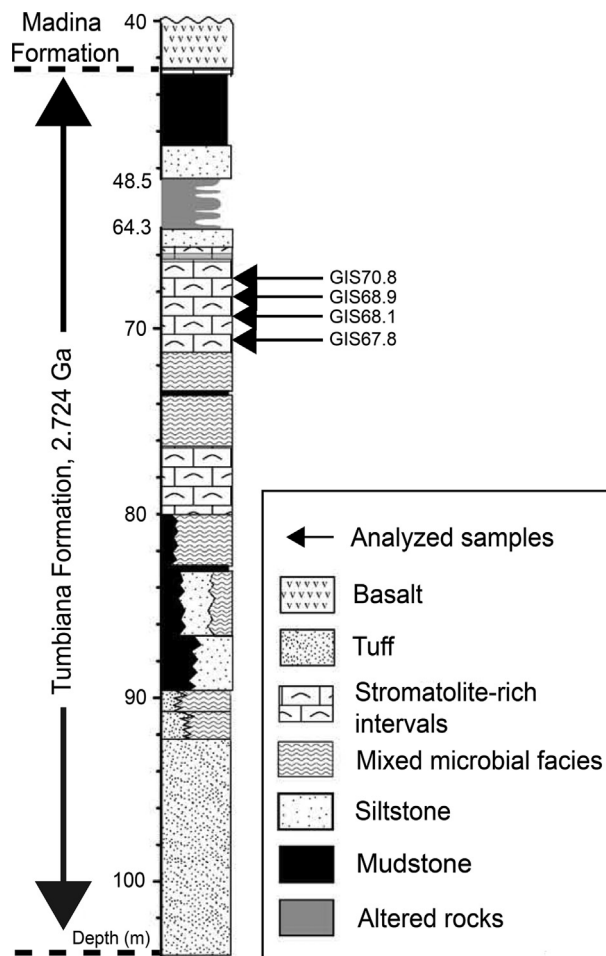 Madina
Formation
40
48.5
64.3
GIS70.8
GIS68.9
GIS68.1
GIS67.8
70
Tumbiana Formation, 2.724 Ga
80
90
100
Depth (m)
Analyzed samples
Basalt
Tuff
Stromatolite-rich
intervals
Mixed microbial facies
Siltstone
Mudstone
Altered rocks